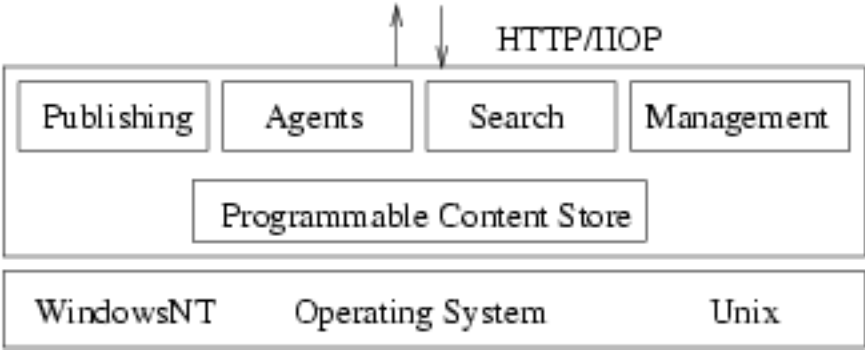 HTTP/IIOP
Publishing Agents Search Management
Programmable Content Store
WindowsNT Operating System Unix